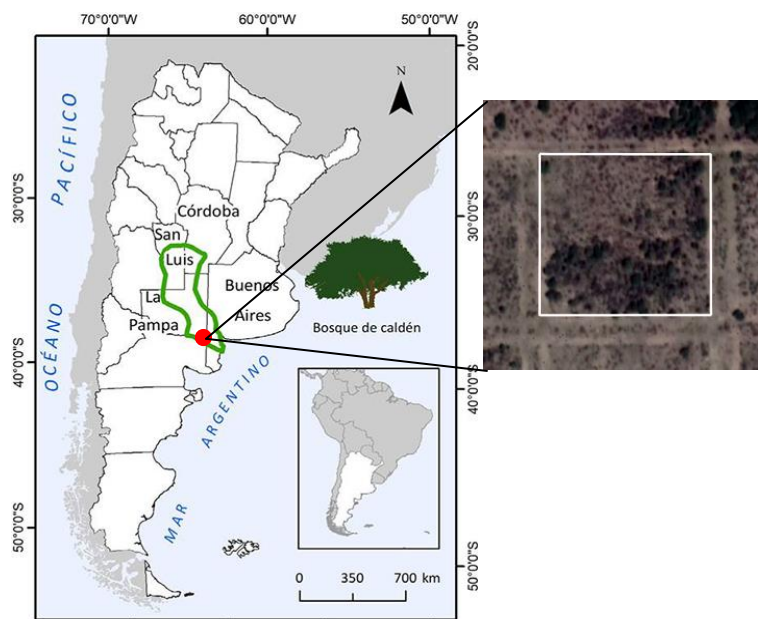 70°0'0"W 60°0'0"W 50°0'0"W
20°0'0"S
30°0'0"S
40°0'0"S
50°0'0"S
30°0'0"S
40°0'0"S
50°0'0"S
N
OCÉANO PACÍFICO
Córdoba
San
Luis
La
Pampa
Buenos
Aires
Bosque de caldén
MAR ARGENTINO
0 350 700 km